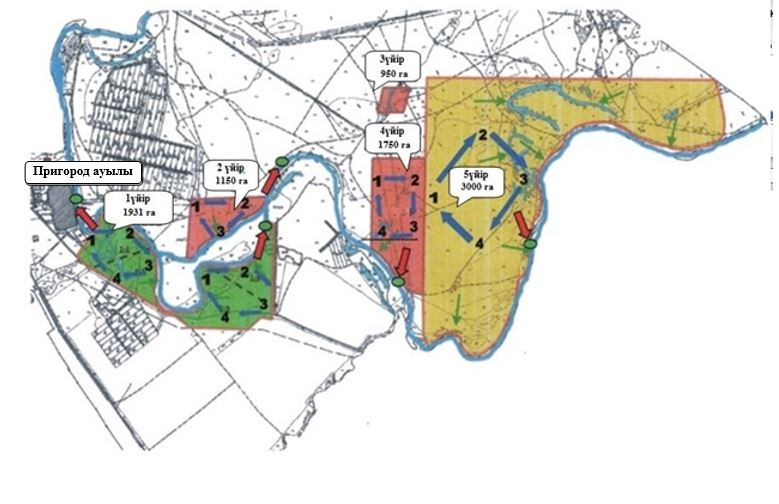 3үйір
950 га
4үйір
1750 га
Пригород ауылы
2 үйір
1150 га
5үйір
3000 га
1үйір
1931 га
1 2
3
4
1 2
3
1
2
3
4
1 2
3
4
1
2
3
4